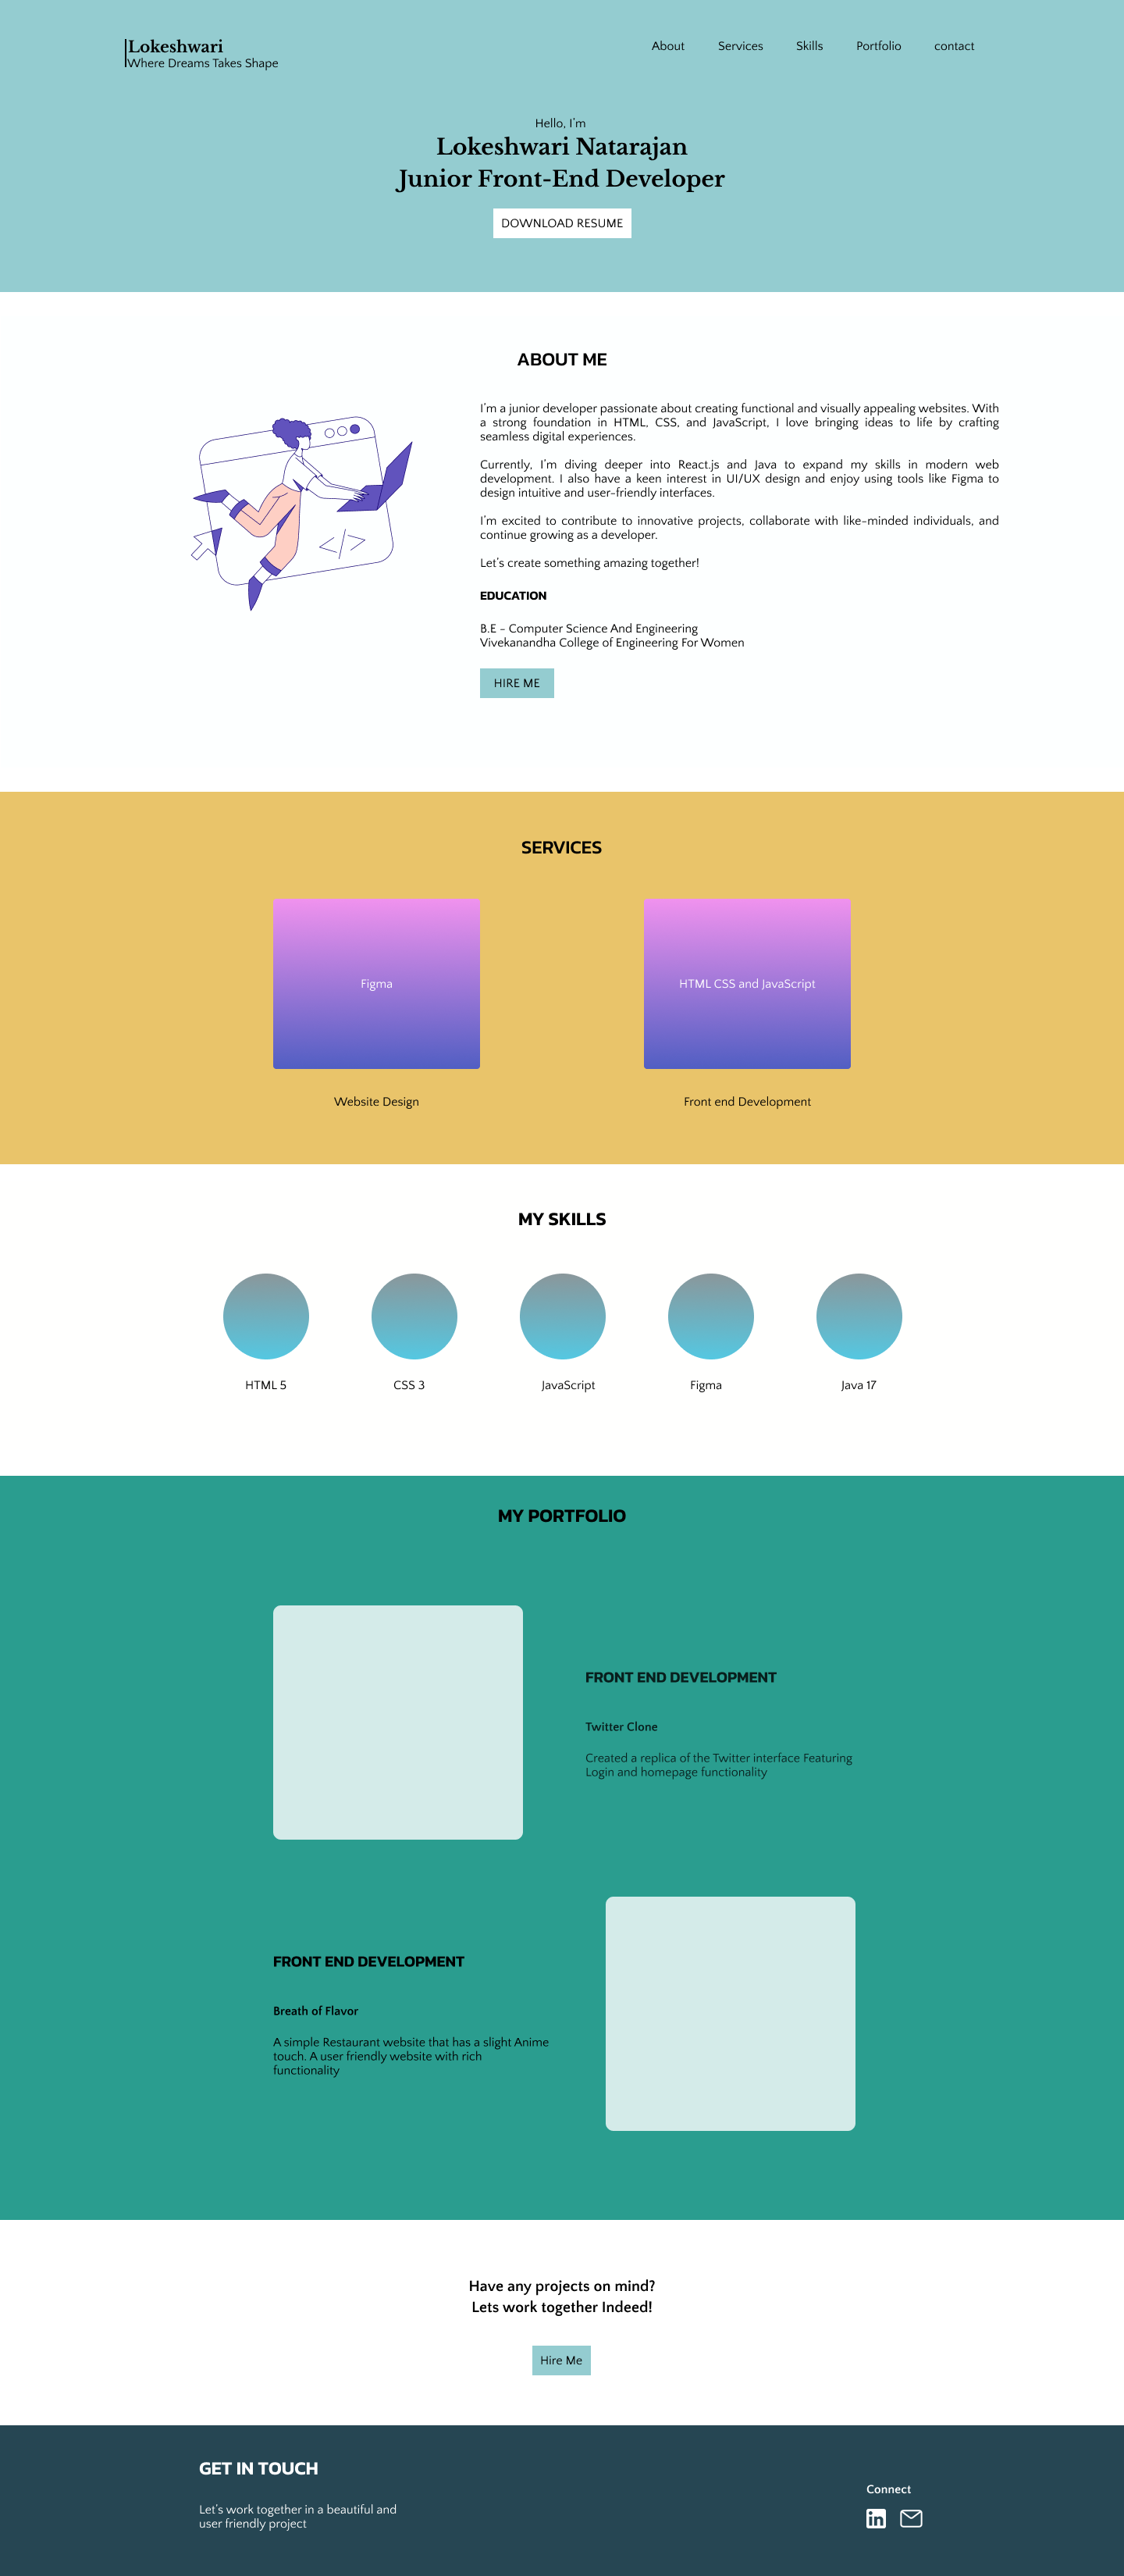 Lokeshwari
Where Dreams Takes Shape
About Services Skills Portfolio contact
Hello, I'm
Lokeshwari Natarajan
Junior Front-End Developer
DOWNLOAD RESUME
ABOUT ME
I'm a junior developer passionate about creating functional and visually appealing websites. With
a strong foundation in HTML, CSS, and JavaScript, I love bringing ideas to life by crafting
seamless digital experiences.
Currently, I'm diving deeper into React.js and Java to expand my skills in modern web
development. I also have a keen interest in UI/UX design and enjoy using tools like Figma to
design intuitive and user-friendly interfaces.
I'm excited to contribute to innovative projects, collaborate with like-minded individuals, and
continue growing as a developer.
Let's create something amazing together!
EDUCATION
B.E - Computer Science And Engineering
Vivekanandha College of Engineering For Women
HIRE ME
SERVICES
Figma
HTML CSS and JavaScript
Website Design
Front end Development
MY SKILLS
HTML 5
CSS 3
JavaScript
Figma
Java 17
MY PORTFOLIO
FRONT END DEVELOPMENT
Twitter Clone
Created a replica of the Twitter interface Featuring
Login and homepage functionality
FRONT END DEVELOPMENT
Breath of Flavor
A simple Restaurant website that has a slight Anime
touch. A user friendly website with rich
functionality
Have any projects on mind?
Lets work together Indeed!
Hire Me
GET IN TOUCH
Let's work together in a beautiful and
user friendly project
Connect
in